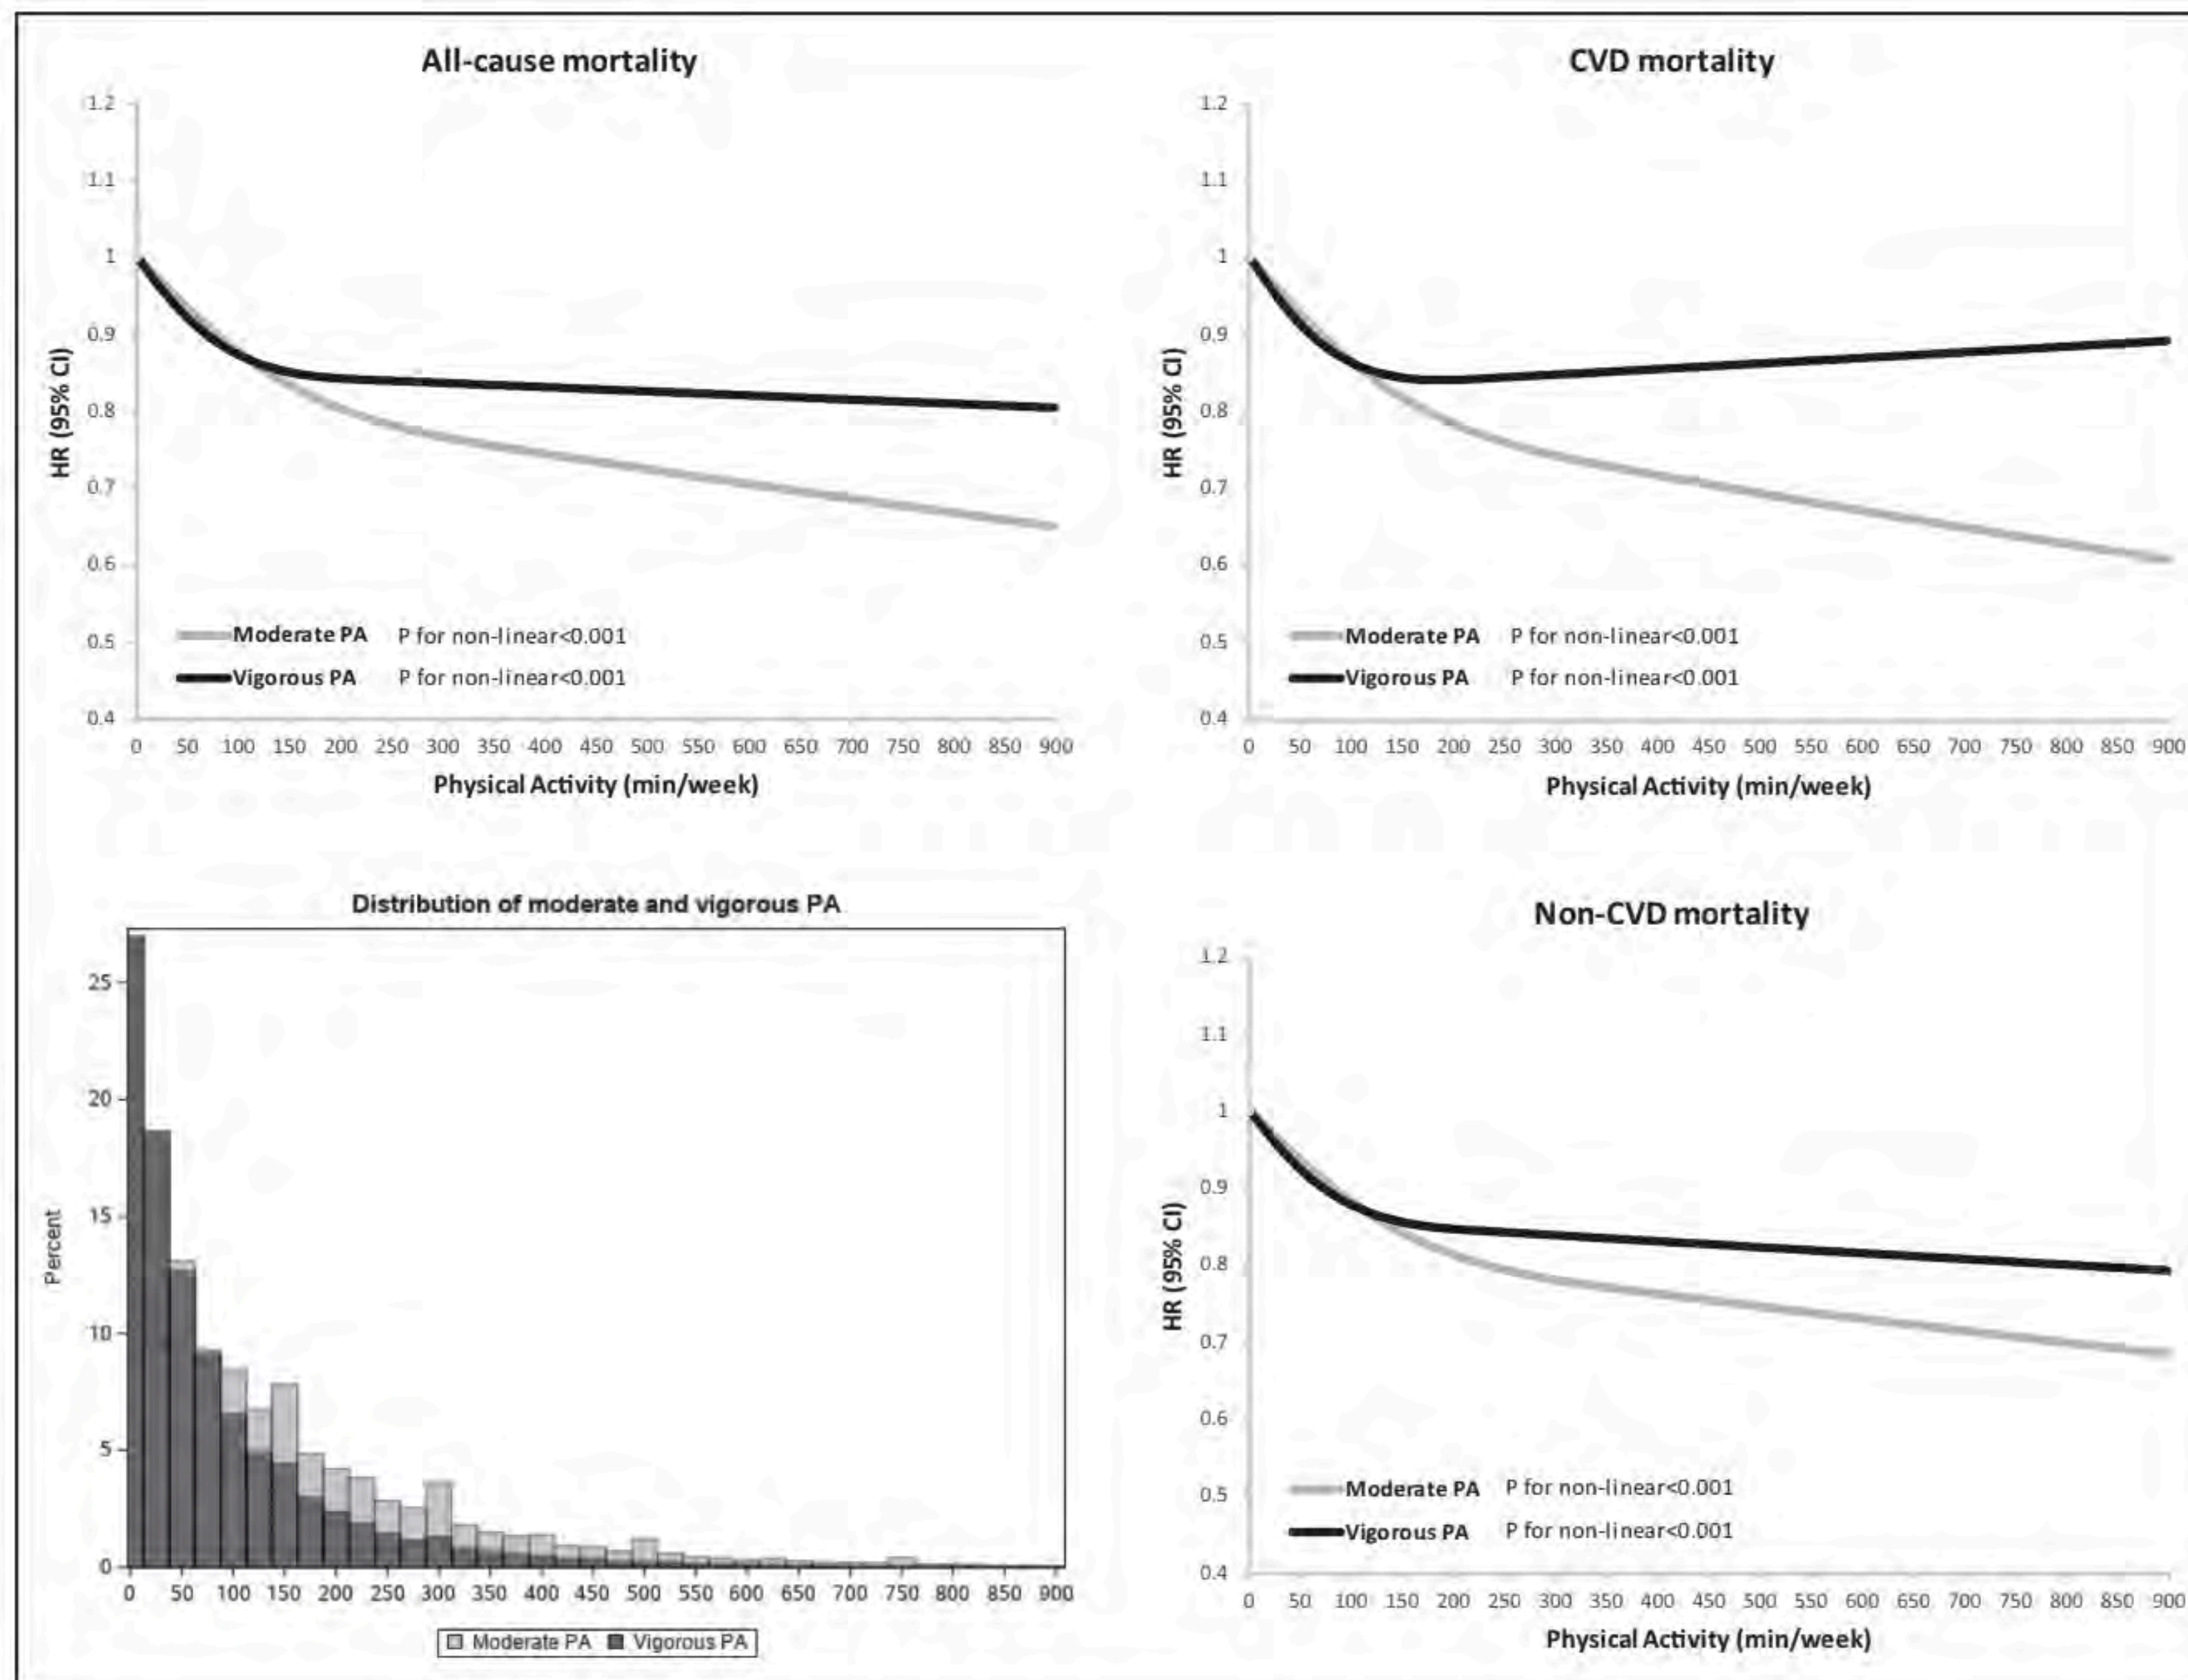 All-cause mortality
1.2
1.1
1
0.9
0.8
0.7
0.6
0.5
0.4
HR (95% CI)
Moderate PA P for non-linear<0.001
Vigorous PA P for non-linear<0.001
0 50 100 150 200 250 300 350 400 450 500 550 600 650 700 750 800 850 900
Physical Activity (min/week)
CVD mortality
1.2
1.1
1
0.9
0.8
0.7
0.6
0.5
0.4
HR (95% CI)
Moderate PA P for non-linear<0.001
Vigorous PA P for non-linear<0.001
0 50 100 150 200 250 300 350 400 450 500 550 600 650 700 750 800 850 900
Physical Activity (min/week)
Distribution of moderate and vigorous PA
25
20
15
10
5
0
Percent
0 50 100 150 200 250 300 350 400 450 500 550 600 650 700 750 800 850 900
Moderate PA Vigorous PA
Non-CVD mortality
1.2
1.1
1
0.9
0.8
0.7
0.6
0.5
0.4
HR (95% CI)
Moderate PA P for non-linear<0.001
Vigorous PA P for non-linear<0.001
0 50 100 150 200 250 300 350 400 450 500 550 600 650 700 750 800 850 900
Physical Activity (min/week)